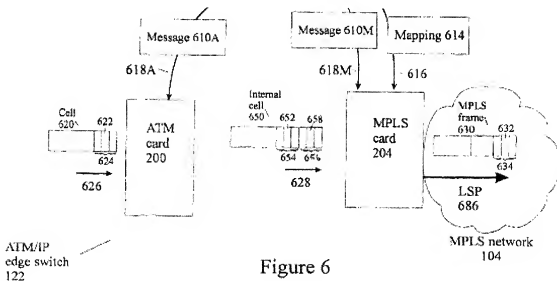 Message 610A
Message 610M
Mapping 614
618A
618M
616
Cell
620
622
624
626
ATM
card
200
Internal
cell
650
652
658
654
656
628
MPLS
card
204
MPLS
frame
630
632
634
LSP
686
MPLS network
104
ATM/IP
edge switch
122
Figure 6